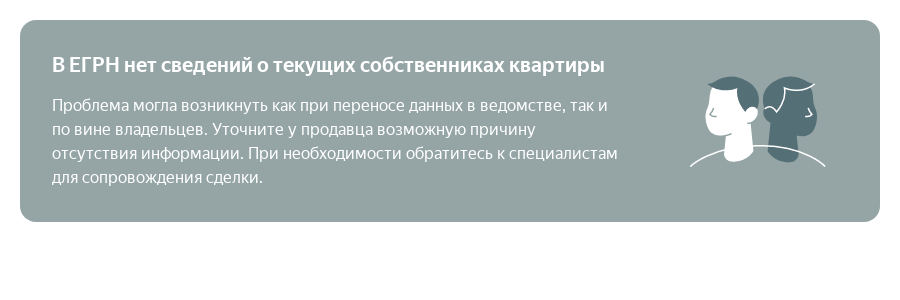 В ЕГРН нет сведений о текущих собственниках квартиры
Проблема могла возникнуть как при переносе данных в ведомстве, так и
по вине владельцев. Уточните у продавца возможную причину
отсутствия информации. При необходимости обратитесь к специалистам
для сопровождения сделки.